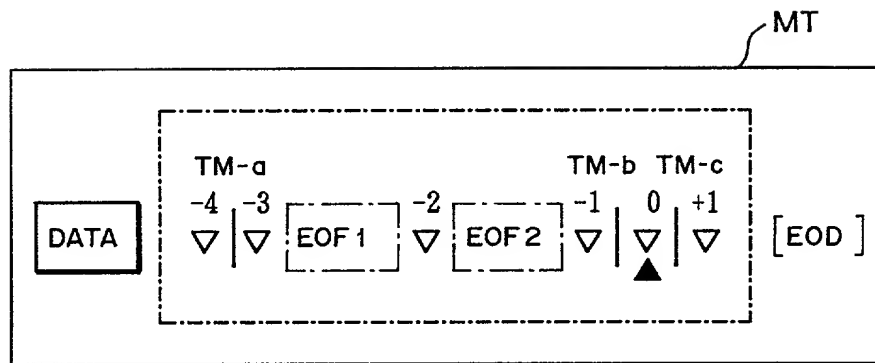 MT
TM-a TM-b TM-c
-4 -3 -2 -1 0 +1
DATA EOF1 EOF2 [EOD]